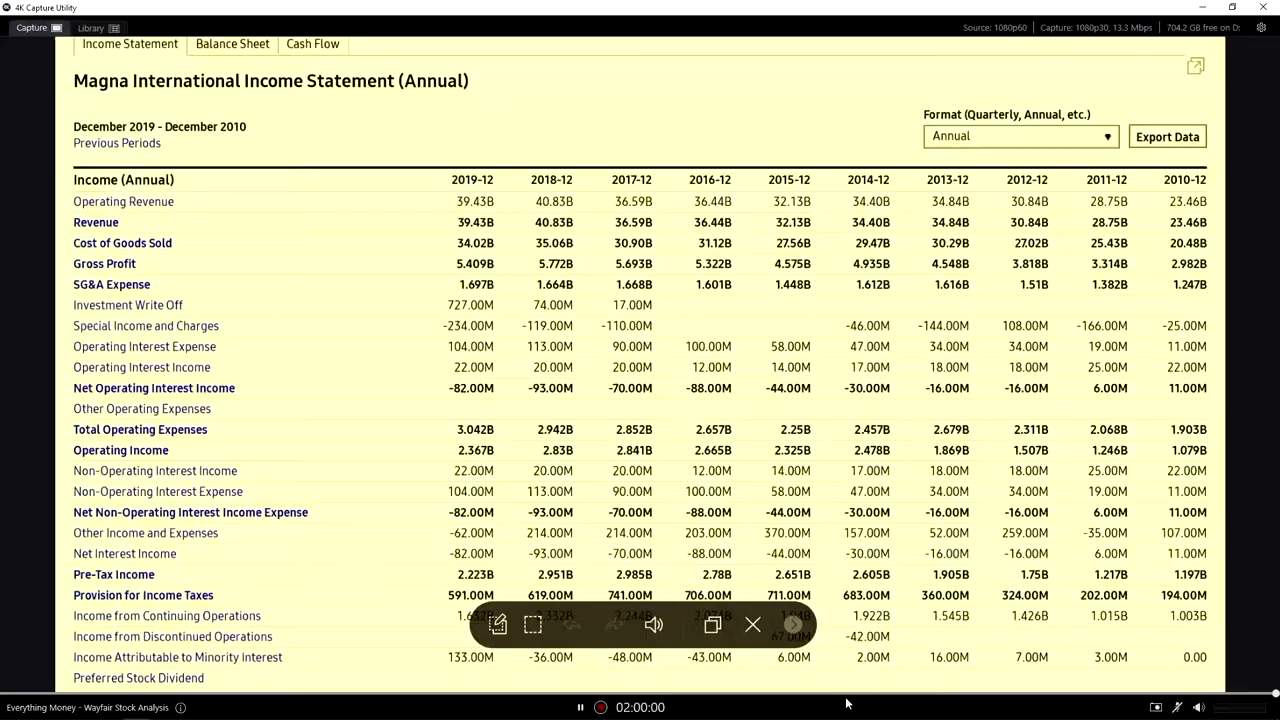 4K Capture Utility
Capture Library Source: 1080p60 Capture: 1080p30, 13.3 Mbps 704.2 GB free on D:
Income Statement Balance Sheet Cash Flow
Magna International Income Statement (Annual)
Format (Quarterly, Annual, etc.)
December 2019 - December 2010
Annual Export Data
Previous Periods
Income (Annual) 2019-12 2018-12 2017-12 2016-12 2015-12 2014-12 2013-12 2012-12 2011-12 2010-12
Operating Revenue 39.43B 40.83B 36.59B 36.44B 32.13B 34.40B 34.84B 30.84B 28.75B 23.46B
Revenue 39.43B 40.83B 36.59B 36.44B 32.13B 34.40B 34.84B 30.84B 28.75B 23.46B
Cost of Goods Sold 34.02B 35.06B 30.90B 31.12B 27.56B 29.47B 30.29B 27.02B 25.43B 20.48B
Gross Profit 5.409B 5.772B 5.693B 5.322B 4.575B 4.935B 4.548B 3.818B 3.314B 2.982B
SG&A Expense 1.697B 1.664B 1.668B 1.601B 1.448B 1.612B 1.616B 1.51B 1.382B 1.247B
Investment Write Off 727.00M 74.00M 17.00M
Special Income and Charges -234.00M -119.00M -110.00M -46.00M -144.00M 108.00M -166.00M -25.00M
Operating Interest Expense 104.00M 113.00M 90.00M 100.00M 58.00M 47.00M 34.00M 34.00M 19.00M 11.00M
Operating Interest Income 22.00M 20.00M 20.00M 12.00M 14.00M 17.00M 18.00M 18.00M 25.00M 22.00M
Net Operating Interest Income -82.00M -93.00M -70.00M -88.00M -44.00M -30.00M -16.00M -16.00M 6.00M 11.00M
Other Operating Expenses
Total Operating Expenses 3.042B 2.942B 2.852B 2.657B 2.25B 2.457B 2.679B 2.311B 2.068B 1.903B
Operating Income 2.367B 2.83B 2.841B 2.665B 2.325B 2.478B 1.869B 1.507B 1.246B 1.079B
Non-Operating Interest Income 22.00M 20.00M 20.00M 12.00M 14.00M 17.00M 18.00M 18.00M 25.00M 22.00M
Non-Operating Interest Expense 104.00M 113.00M 90.00M 100.00M 58.00M 47.00M 34.00M 34.00M 19.00M 11.00M
Net Non-Operating Interest Income Expense -82.00M -93.00M -70.00M -88.00M -44.00M -30.00M -16.00M -16.00M 6.00M 11.00M
Other Income and Expenses -62.00M 214.00M 214.00M 203.00M 370.00M 157.00M 52.00M 259.00M -35.00M 107.00M
Net Interest Income -82.00M -93.00M -70.00M -88.00M -44.00M -30.00M -16.00M -16.00M 6.00M 11.00M
Pre-Tax Income 2.223B 2.951B 2.985B 2.78B 2.651B 2.605B 1.905B 1.75B 1.217B 1.197B
Provision for Income Taxes 591.00M 619.00M 741.00M 706.00M 711.00M 683.00M 360.00M 324.00M 202.00M 194.00M
Income from Continuing Operations 1.922B 1.545B 1.426B 1.015B 1.003B
Income from Discontinued Operations -42.00M
Income Attributable to Minority Interest 133.00M -36.00M -48.00M -43.00M 6.00M 2.00M 16.00M 7.00M 3.00M 0.00
Preferred Stock Dividend
Everything Money - Wayfair Stock Analysis 02:00:00